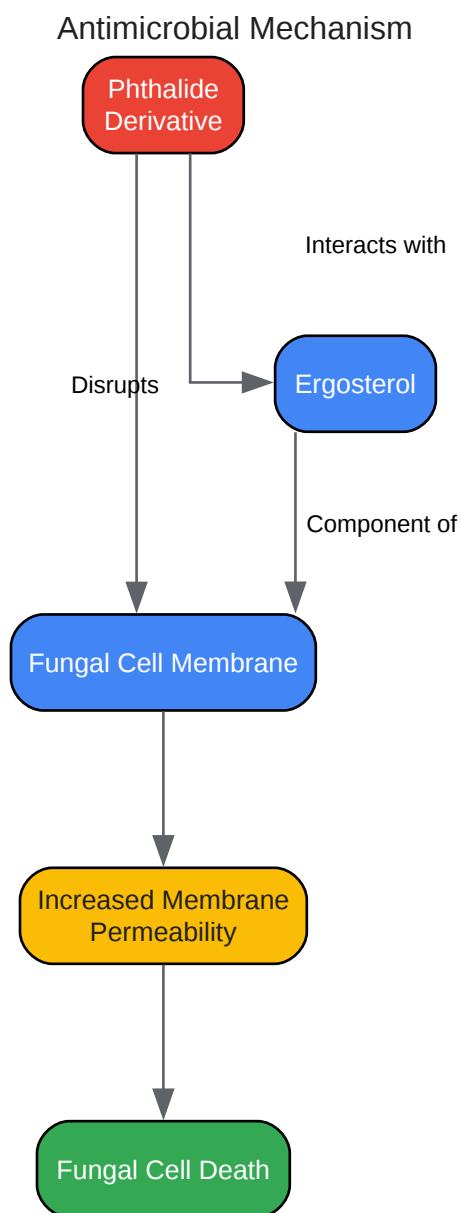 Antimicrobial Mechanism
Phthalide
Derivative
Interacts with
Disrupts
Ergosterol
Component of
Fungal Cell Membrane
Increased Membrane
Permeability
Fungal Cell Death